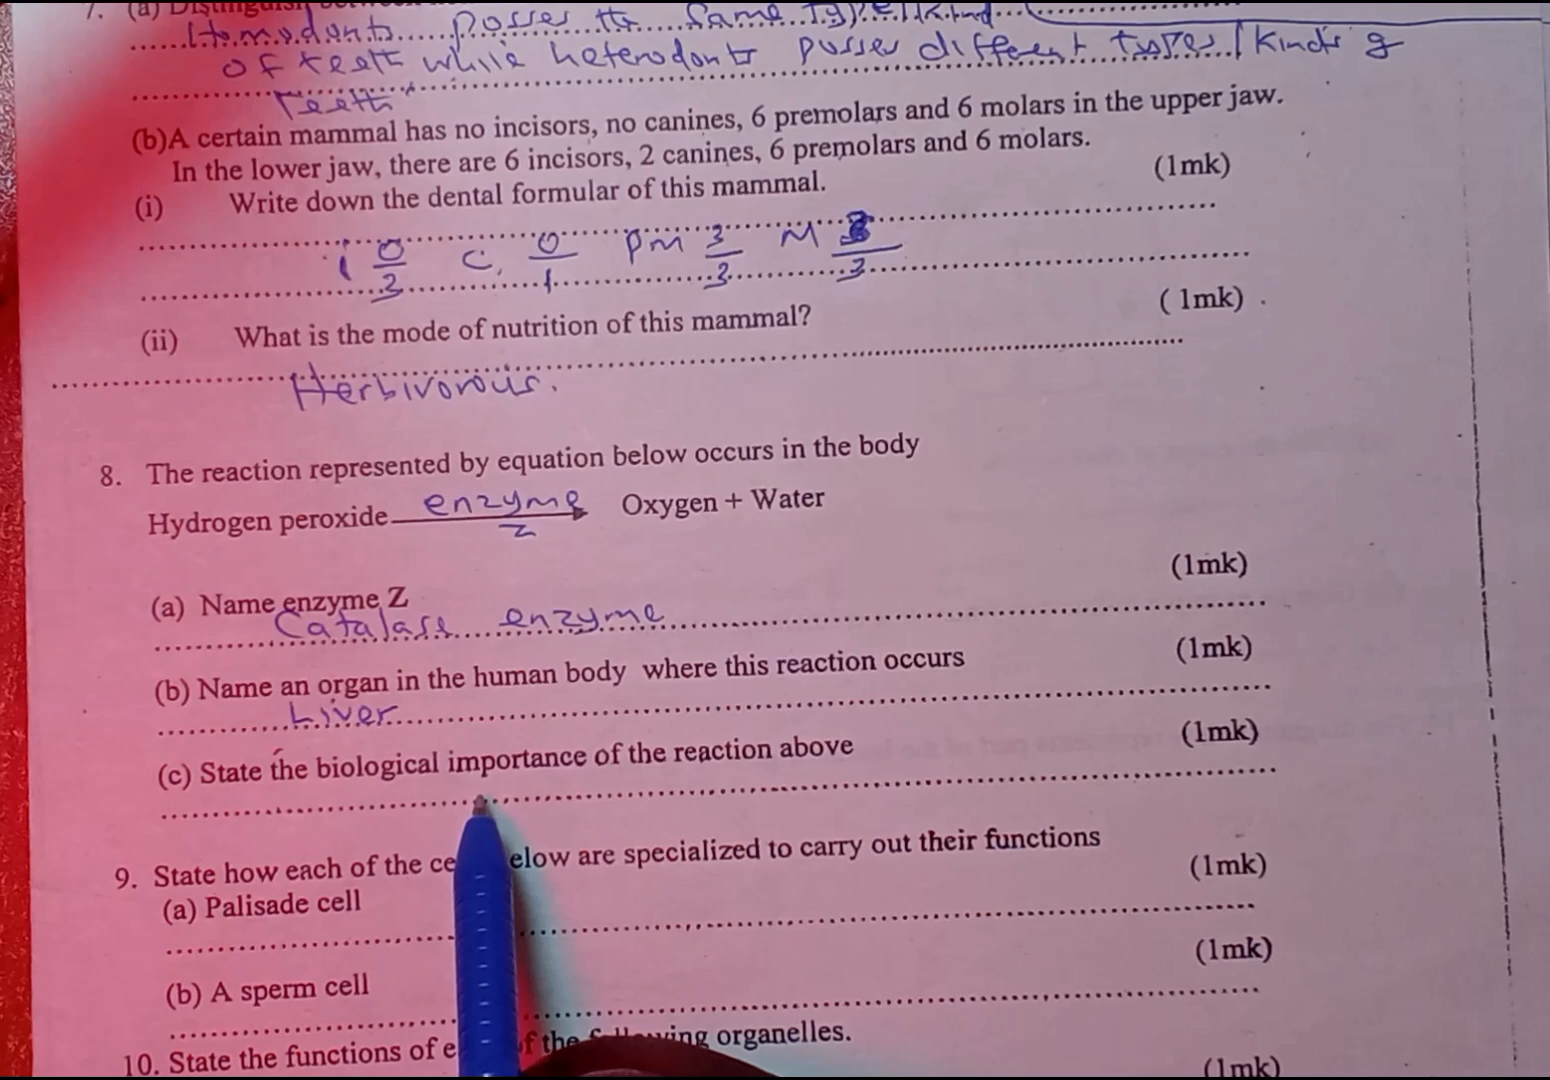 7. (a) Distinguish between
Homodonts posses the same type/kind
of teeth while heterodonts posses different types/kinds of
teeth
(b)A certain mammal has no incisors, no canines, 6 premolars and 6 molars in the upper jaw.
In the lower jaw, there are 6 incisors, 2 canines, 6 premolars and 6 molars.
(i) Write down the dental formular of this mammal. (1mk)
i 0/3 C 0/1 PM 3/3 M 3/3
(ii) What is the mode of nutrition of this mammal? ( 1mk)
Herbivorous.
8. The reaction represented by equation below occurs in the body
Hydrogen peroxide enzyme Z Oxygen + Water
(a) Name enzyme Z (1mk)
Catalase enzyme
(b) Name an organ in the human body where this reaction occurs (1mk)
Liver
(c) State the biological importance of the reaction above (1mk)
9. State how each of the ce elow are specialized to carry out their functions
(a) Palisade cell (1mk)
(b) A sperm cell (1mk)
10. State the functions of e f the following organelles.
(1mk)